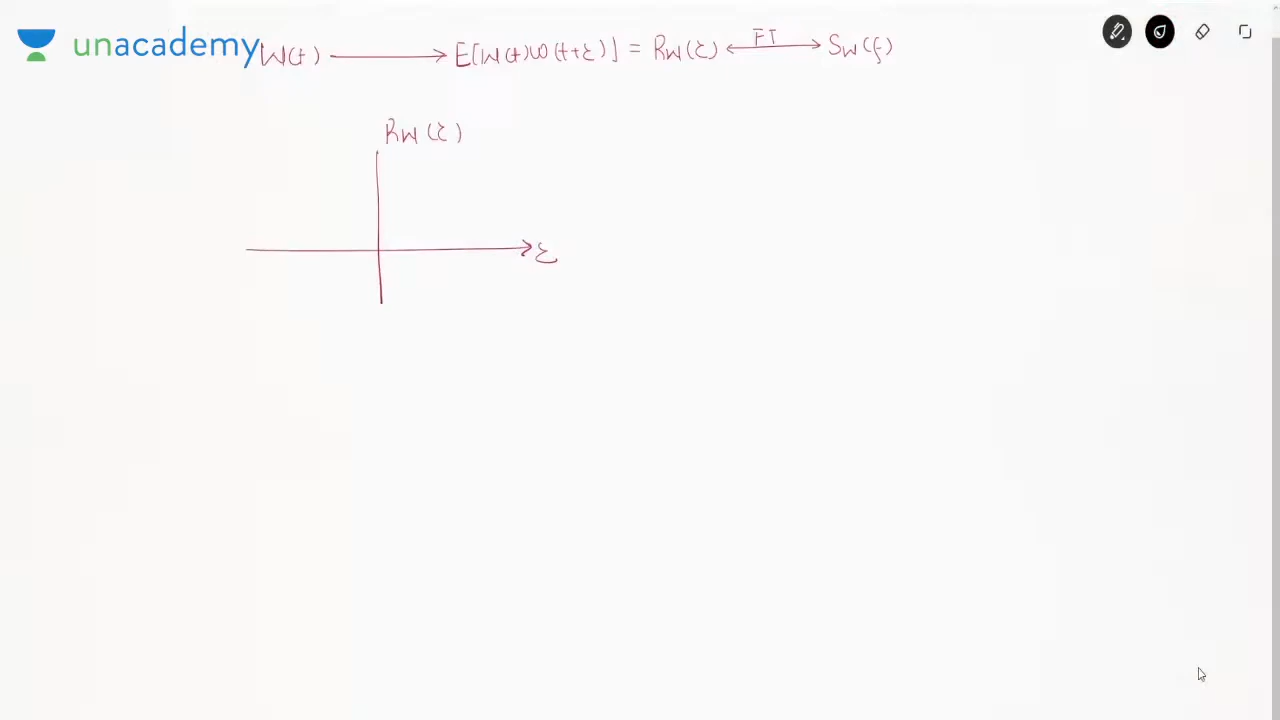 unacademy
W(t) ⟶ E[W(t)W(t+τ)] = Rw(τ) ⟷ FT Sw(f)
Rw(τ)
τ